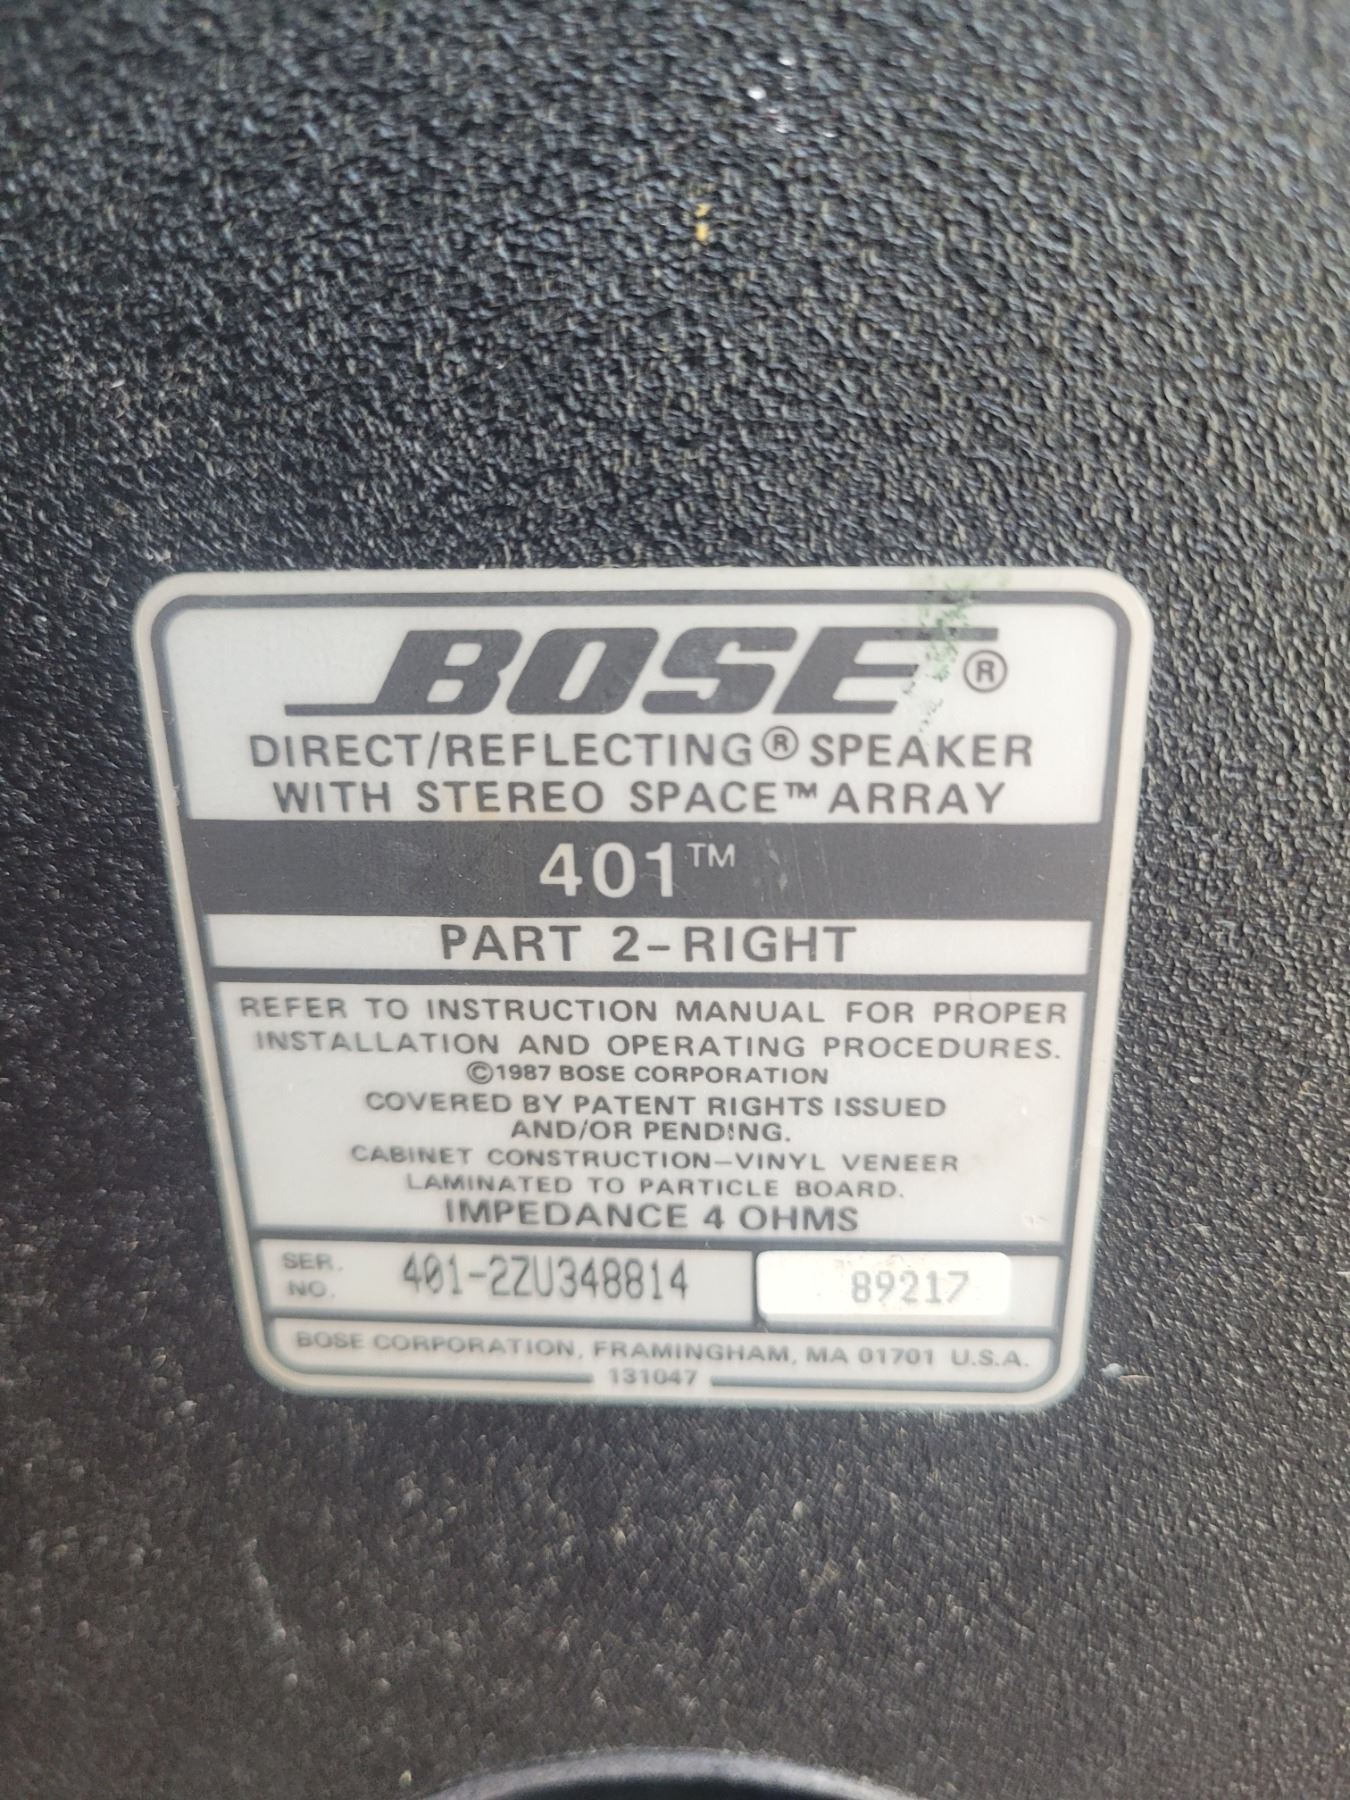 BOSE®
DIRECT/REFLECTING® SPEAKER
WITH STEREO SPACE™ ARRAY
401™
PART 2-RIGHT
REFER TO INSTRUCTION MANUAL FOR PROPER
INSTALLATION AND OPERATING PROCEDURES.
©1987 BOSE CORPORATION
COVERED BY PATENT RIGHTS ISSUED
AND/OR PENDING.
CABINET CONSTRUCTION—VINYL VENEER
LAMINATED TO PARTICLE BOARD.
IMPEDANCE 4 OHMS
SER. NO. 401-2ZU348814 89217
BOSE CORPORATION, FRAMINGHAM, MA 01701 U.S.A.
131047